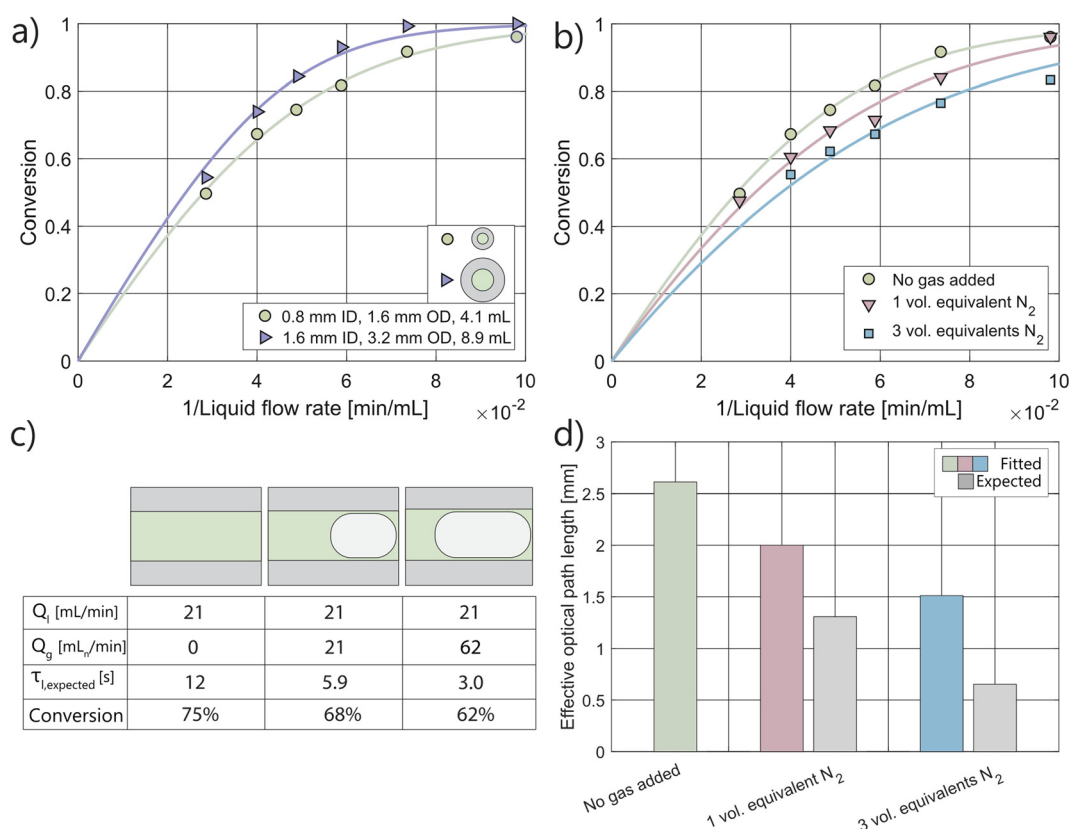 a)
1
0.8
0.6
0.4
0.2
0
Conversion
0.8 mm ID, 1.6 mm OD, 4.1 mL
1.6 mm ID, 3.2 mm OD, 8.9 mL
0 2 4 6 8 10
1/Liquid flow rate [min/mL] ×10⁻²
b)
1
0.8
0.6
0.4
0.2
0
Conversion
No gas added
1 vol. equivalent N₂
3 vol. equivalents N₂
0 2 4 6 8 10
1/Liquid flow rate [min/mL] ×10⁻²
c)
Qₗ [mL/min] 21 21 21
Q_g [mLₙ/min] 0 21 62
τ_l,expected [s] 12 5.9 3.0
Conversion 75% 68% 62%
d)
3
2.5
2
1.5
1
0.5
0
Effective optical path length [mm]
Fitted
Expected
No gas added
1 vol. equivalent N₂
3 vol. equivalents N₂